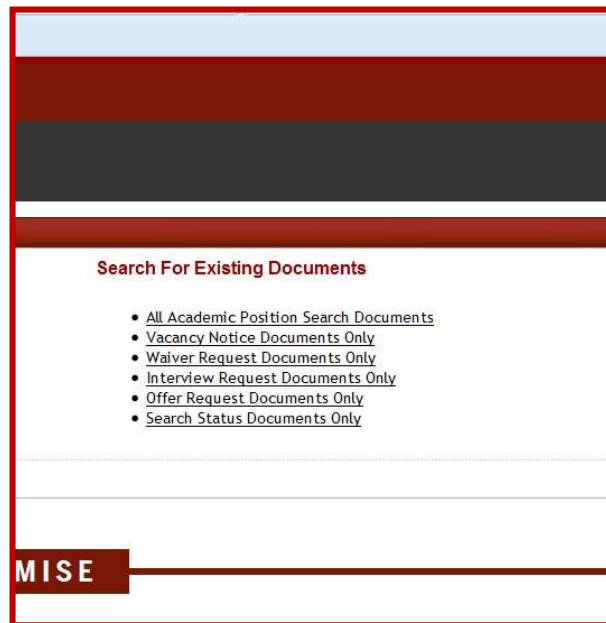 Search For Existing Documents
All Academic Position Search Documents
Vacancy Notice Documents Only
Waiver Request Documents Only
Interview Request Documents Only
Offer Request Documents Only
Search Status Documents Only
MISE